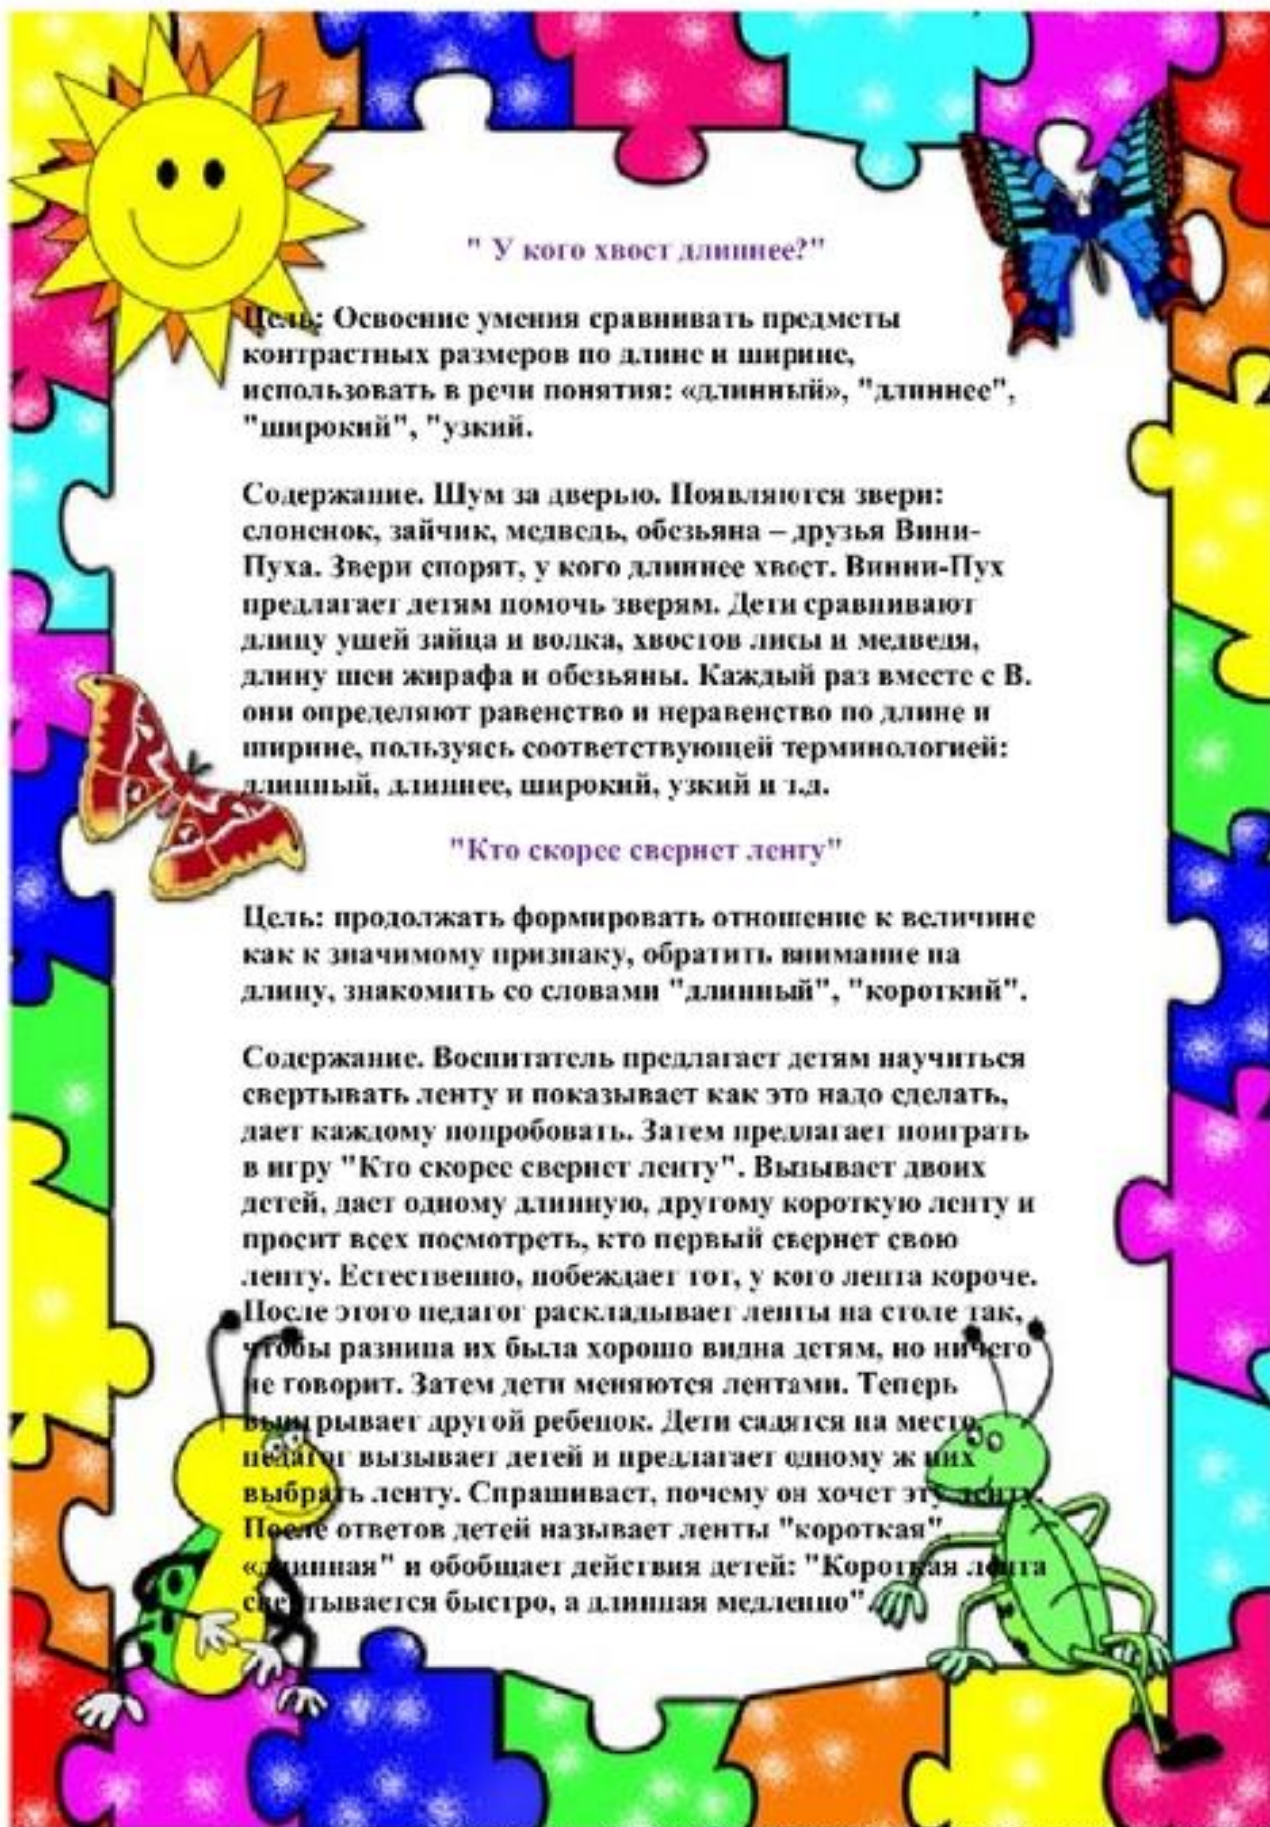 " У кого хвост длиннее?"
Цель: Освоение умения сравнивать предметы
контрастных размеров по длине и ширине,
использовать в речи понятия: «длинный», "длиннее",
"широкий", "узкий.
Содержание. Шум за дверью. Появляются звери:
слоненок, зайчик, медведь, обезьяна – друзья Вини-
Пуха. Звери спорят, у кого длиннее хвост. Винни-Пух
предлагает детям помочь зверям. Дети сравнивают
длину ушей зайца и волка, хвостов лисы и медведя,
длину шеи жирафа и обезьяны. Каждый раз вместе с В.
они определяют равенство и неравенство по длине и
ширине, пользуясь соответствующей терминологией:
длинный, длиннее, широкий, узкий и т.д.
"Кто скорее свернет ленту"
Цель: продолжать формировать отношение к величине
как к значимому признаку, обратить внимание на
длину, знакомить со словами "длинный", "короткий".
Содержание. Воспитатель предлагает детям научиться
свертывать ленту и показывает как это надо сделать,
дает каждому попробовать. Затем предлагает поиграть
в игру "Кто скорее свернет ленту". Вызывает двоих
детей, дает одному длинную, другому короткую ленту и
просит всех посмотреть, кто первый свернет свою
ленту. Естественно, побеждает тот, у кого лента короче.
После этого педагог раскладывает ленты на столе так,
чтобы разница их была хорошо видна детям, но ничего
не говорит. Затем дети меняются лентами. Теперь
выигрывает другой ребенок. Дети садятся на место,
педагог вызывает детей и предлагает одному ж них
выбрать ленту. Спрашивает, почему он хочет эту ленту.
После ответов детей называет ленты "короткая",
«длинная" и обобщает действия детей: "Короткая лента
свертывается быстро, а длинная медленно".